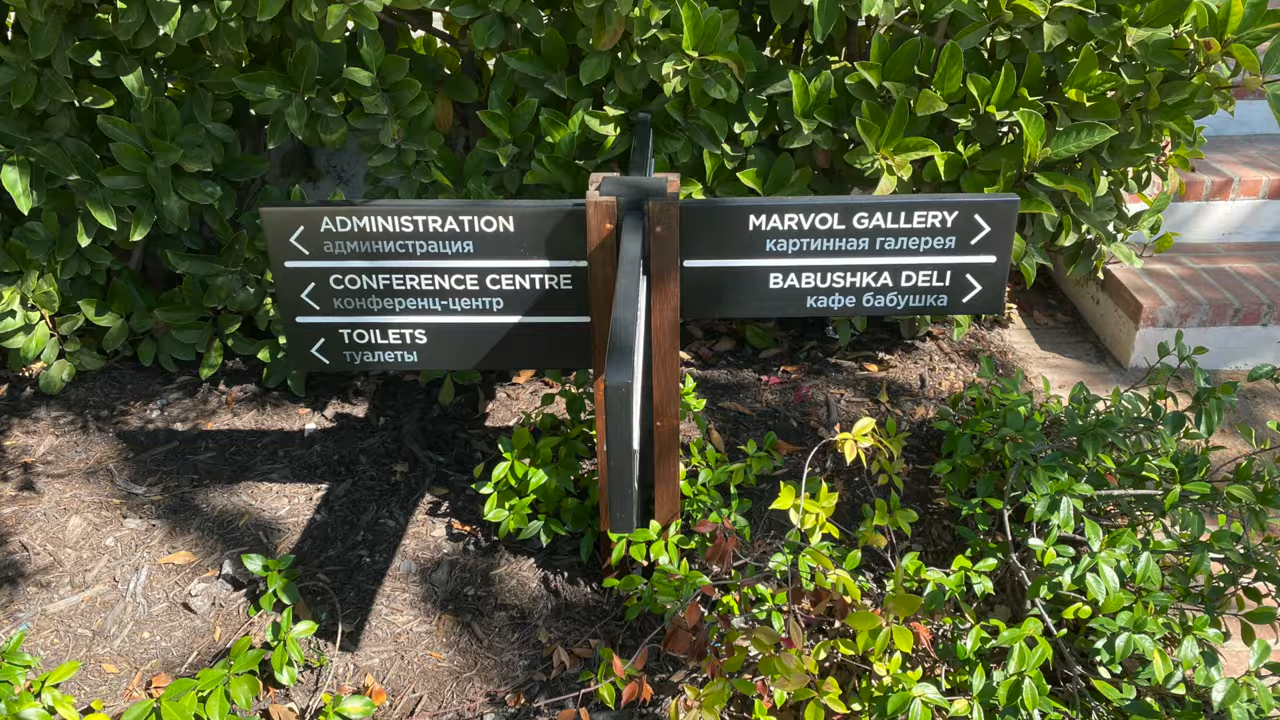 ADMINISTRATION
администрация
CONFERENCE CENTRE
конференц-центр
TOILETS
туалеты
MARVOL GALLERY
картинная галерея
BABUSHKA DELI
кафе бабушка